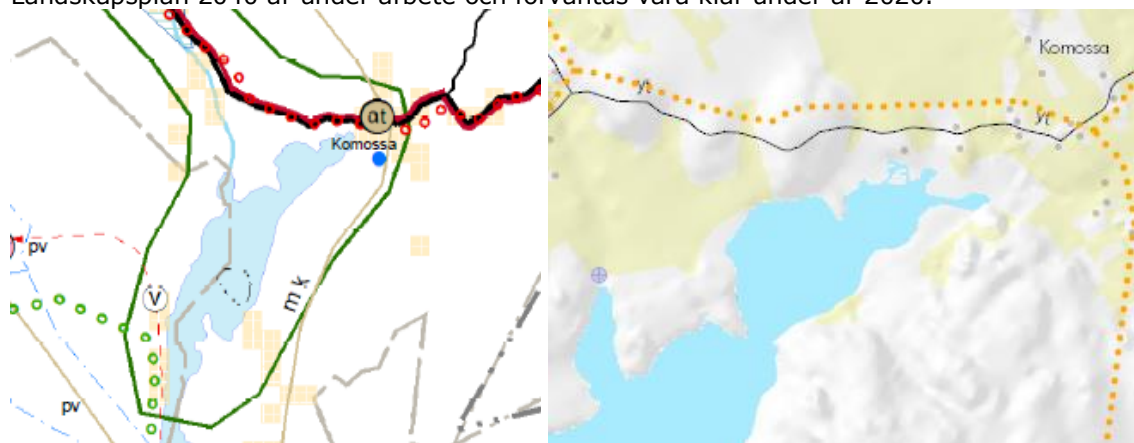 Landskapsplan 2040 är under arbete och förväntas vara klar under år 2020.
at
Komossa
pv
V
m k
pv
Komossa
yt
yt